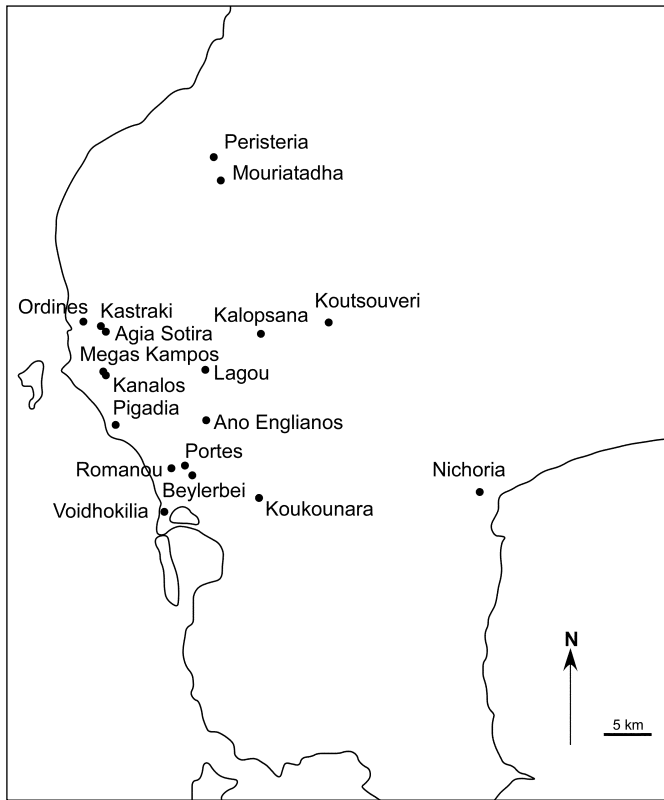 Peristeria
Mouriatadha
Koutsouveri
Ordines
Kastraki
Kalopsana
Agia Sotira
Megas Kampos
Lagou
Kanalos
Pigadia
Ano Englianos
Portes
Romanou
Nichoria
Beylerbei
Voidhokilia
Koukounara
N
5 km